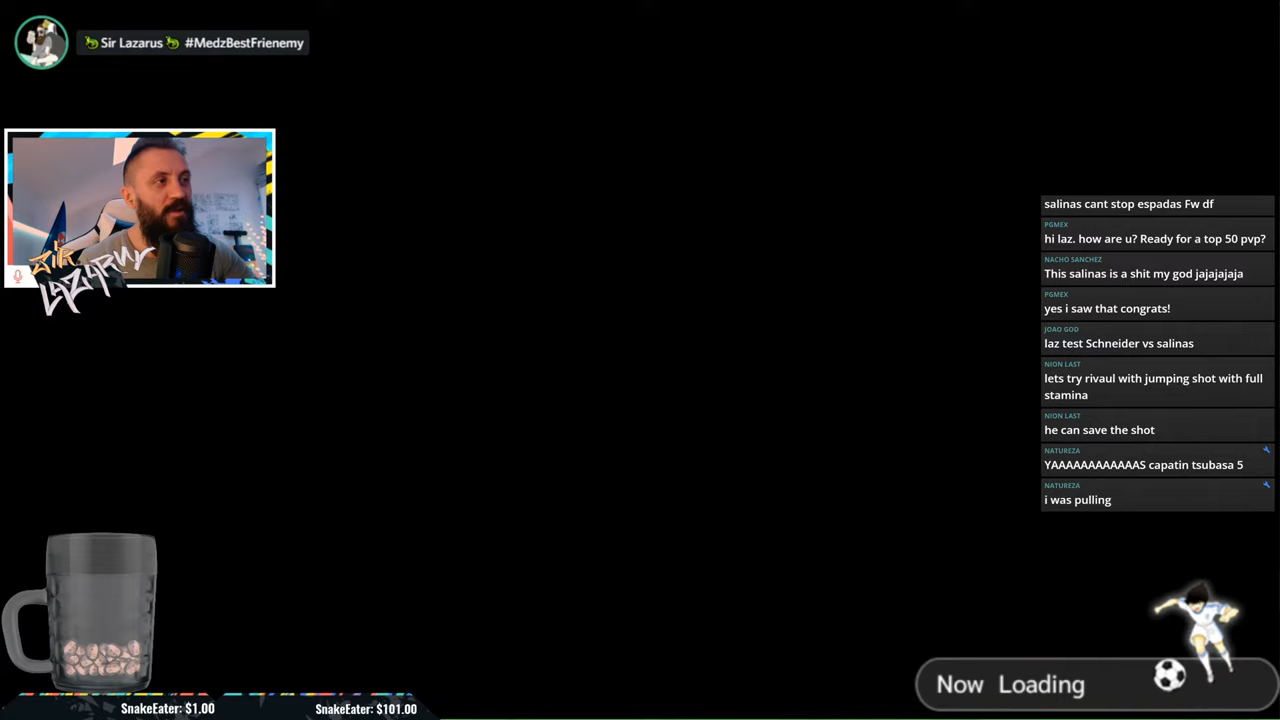 Sir Lazarus #MedzBestFrienemy
SIR
LAZARUS
salinas cant stop espadas Fw df
PGMEX
hi laz. how are u? Ready for a top 50 pvp?
NACHO SANCHEZ
This salinas is a shit my god jajajajaja
PGMEX
yes i saw that congrats!
JOAO GOD
laz test Schneider vs salinas
NION LAST
lets try rivaul with jumping shot with full
stamina
NION LAST
he can save the shot
NATUREZA
YAAAAAAAAAAAAS capatin tsubasa 5
NATUREZA
i was pulling
Now Loading
SnakeEater: $1.00
SnakeEater: $101.00